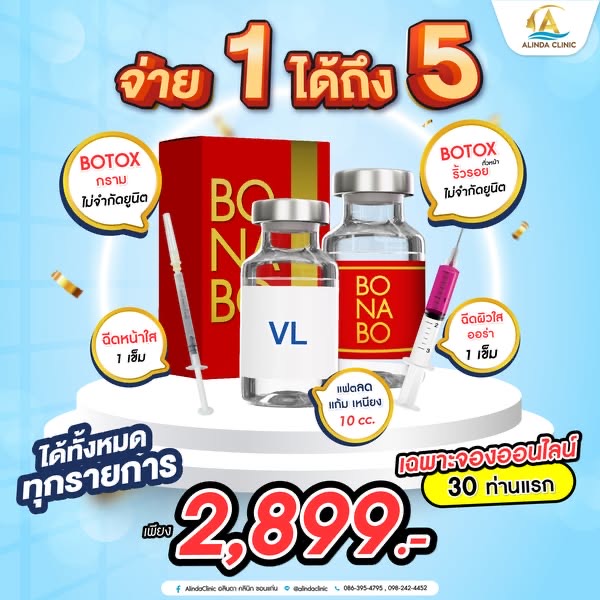 ALINDA CLINIC
จ่าย 1 ได้ถึง 5
BOTOX
กราม
ไม่จำกัดยูนิต
BOTOX
ริ้วรอย ทั่วหน้า
ไม่จำกัดยูนิต
BO
NA
BO
BO
NA
BO
VL
ฉีดหน้าใส
1 เข็ม
ฉีดผิวใส
ออร่า
1 เข็ม
แฟตลด
แก้ม เหนียง
10 cc.
ได้ทั้งหมด
ทุกรายการ
เฉพาะจองออนไลน์
30 ท่านแรก
เพียง 2,899.-
AlindaClinic อลินดา คลินิก ขอนแก่น @alindaclinic 086-395-4795 , 098-242-4452